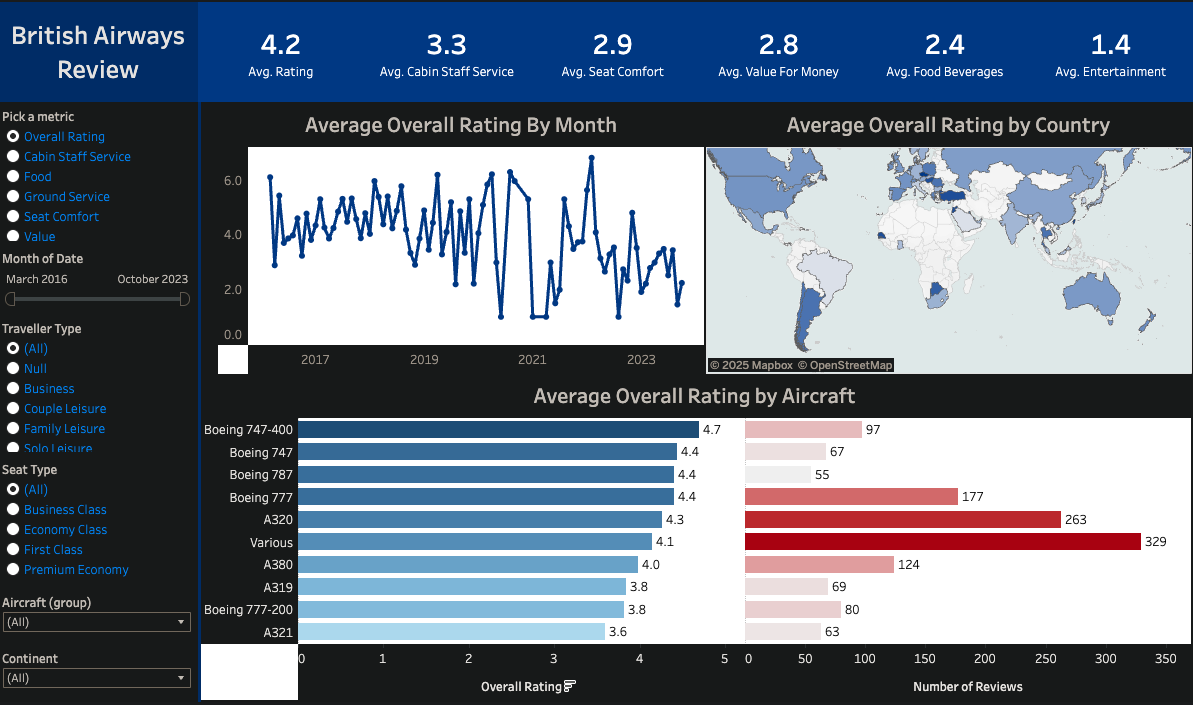 British Airways
Review
4.2
Avg. Rating
3.3
Avg. Cabin Staff Service
2.9
Avg. Seat Comfort
2.8
Avg. Value For Money
2.4
Avg. Food Beverages
1.4
Avg. Entertainment
Pick a metric
Overall Rating
Cabin Staff Service
Food
Ground Service
Seat Comfort
Value
Month of Date
March 2016 October 2023
Traveller Type
(All)
Null
Business
Couple Leisure
Family Leisure
Solo Leisure
Seat Type
(All)
Business Class
Economy Class
First Class
Premium Economy
Aircraft (group)
(All)
Continent
(All)
Average Overall Rating By Month
6.0
4.0
2.0
0.0
2017 2019 2021 2023
Average Overall Rating by Country
© 2025 Mapbox © OpenStreetMap
Average Overall Rating by Aircraft
Boeing 747-400 4.7 97
Boeing 747 4.4 67
Boeing 787 4.4 55
Boeing 777 4.4 177
A320 4.3 263
Various 4.1 329
A380 4.0 124
A319 3.8 69
Boeing 777-200 3.8 80
A321 3.6 63
0 1 2 3 4 5 0 50 100 150 200 250 300 350
Overall Rating Number of Reviews